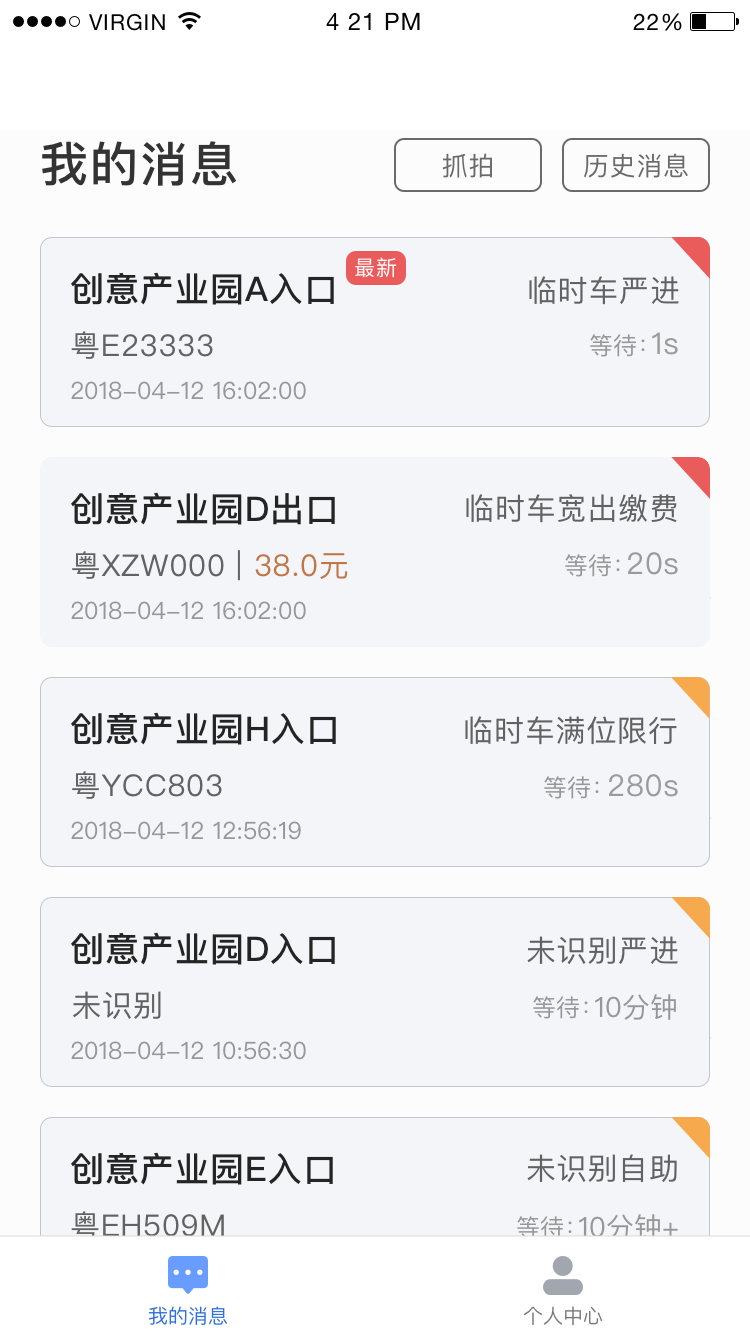 VIRGIN 4 21 PM 22%
我的消息 抓拍 历史消息
创意产业园A入口 最新 临时车严进
粤E23333 等待:1s
2018-04-12 16:02:00
创意产业园D出口 临时车宽出缴费
粤XZW000 | 38.0元 等待:20s
2018-04-12 16:02:00
创意产业园H入口 临时车满位限行
粤YCC803 等待:280s
2018-04-12 12:56:19
创意产业园D入口 未识别严进
未识别 等待:10分钟
2018-04-12 10:56:30
创意产业园E入口 未识别自助
粤EH509M 等待:10分钟+
我的消息 个人中心